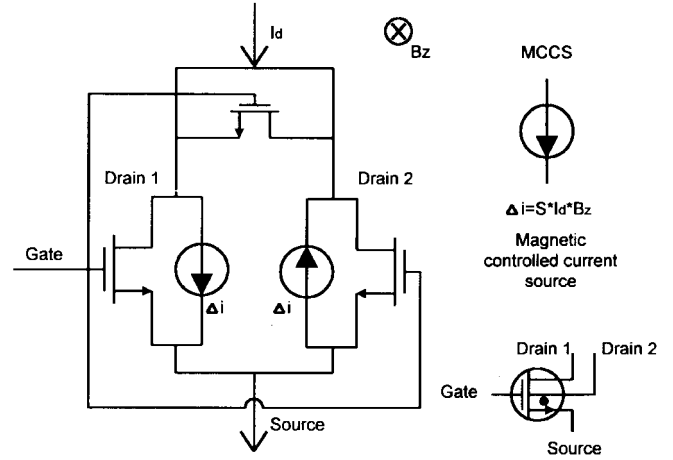 Id
Bz
MCCS
Drain 1
Drain 2
Δi=S*Id*Bz
Magnetic
controlled current
source
Gate
Δi
Δi
Drain 1
Drain 2
Gate
Source
Source